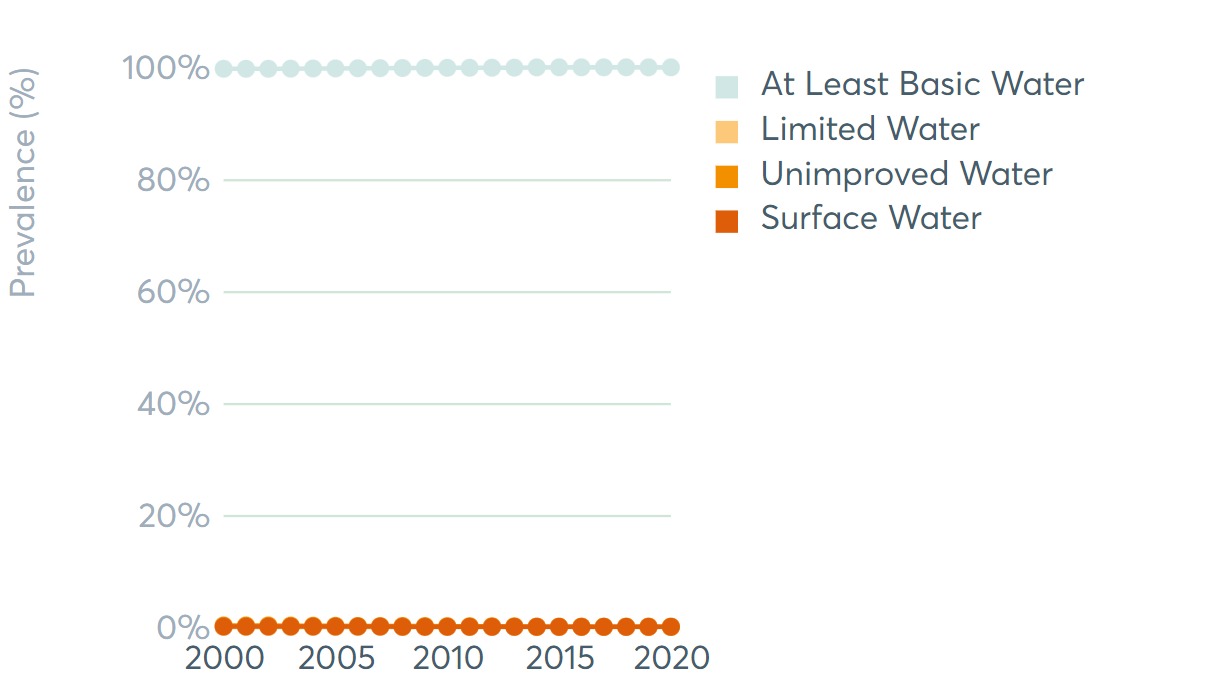 Prevalence (%)
100%
80%
60%
40%
20%
0%
2000 2005 2010 2015 2020
At Least Basic Water
Limited Water
Unimproved Water
Surface Water